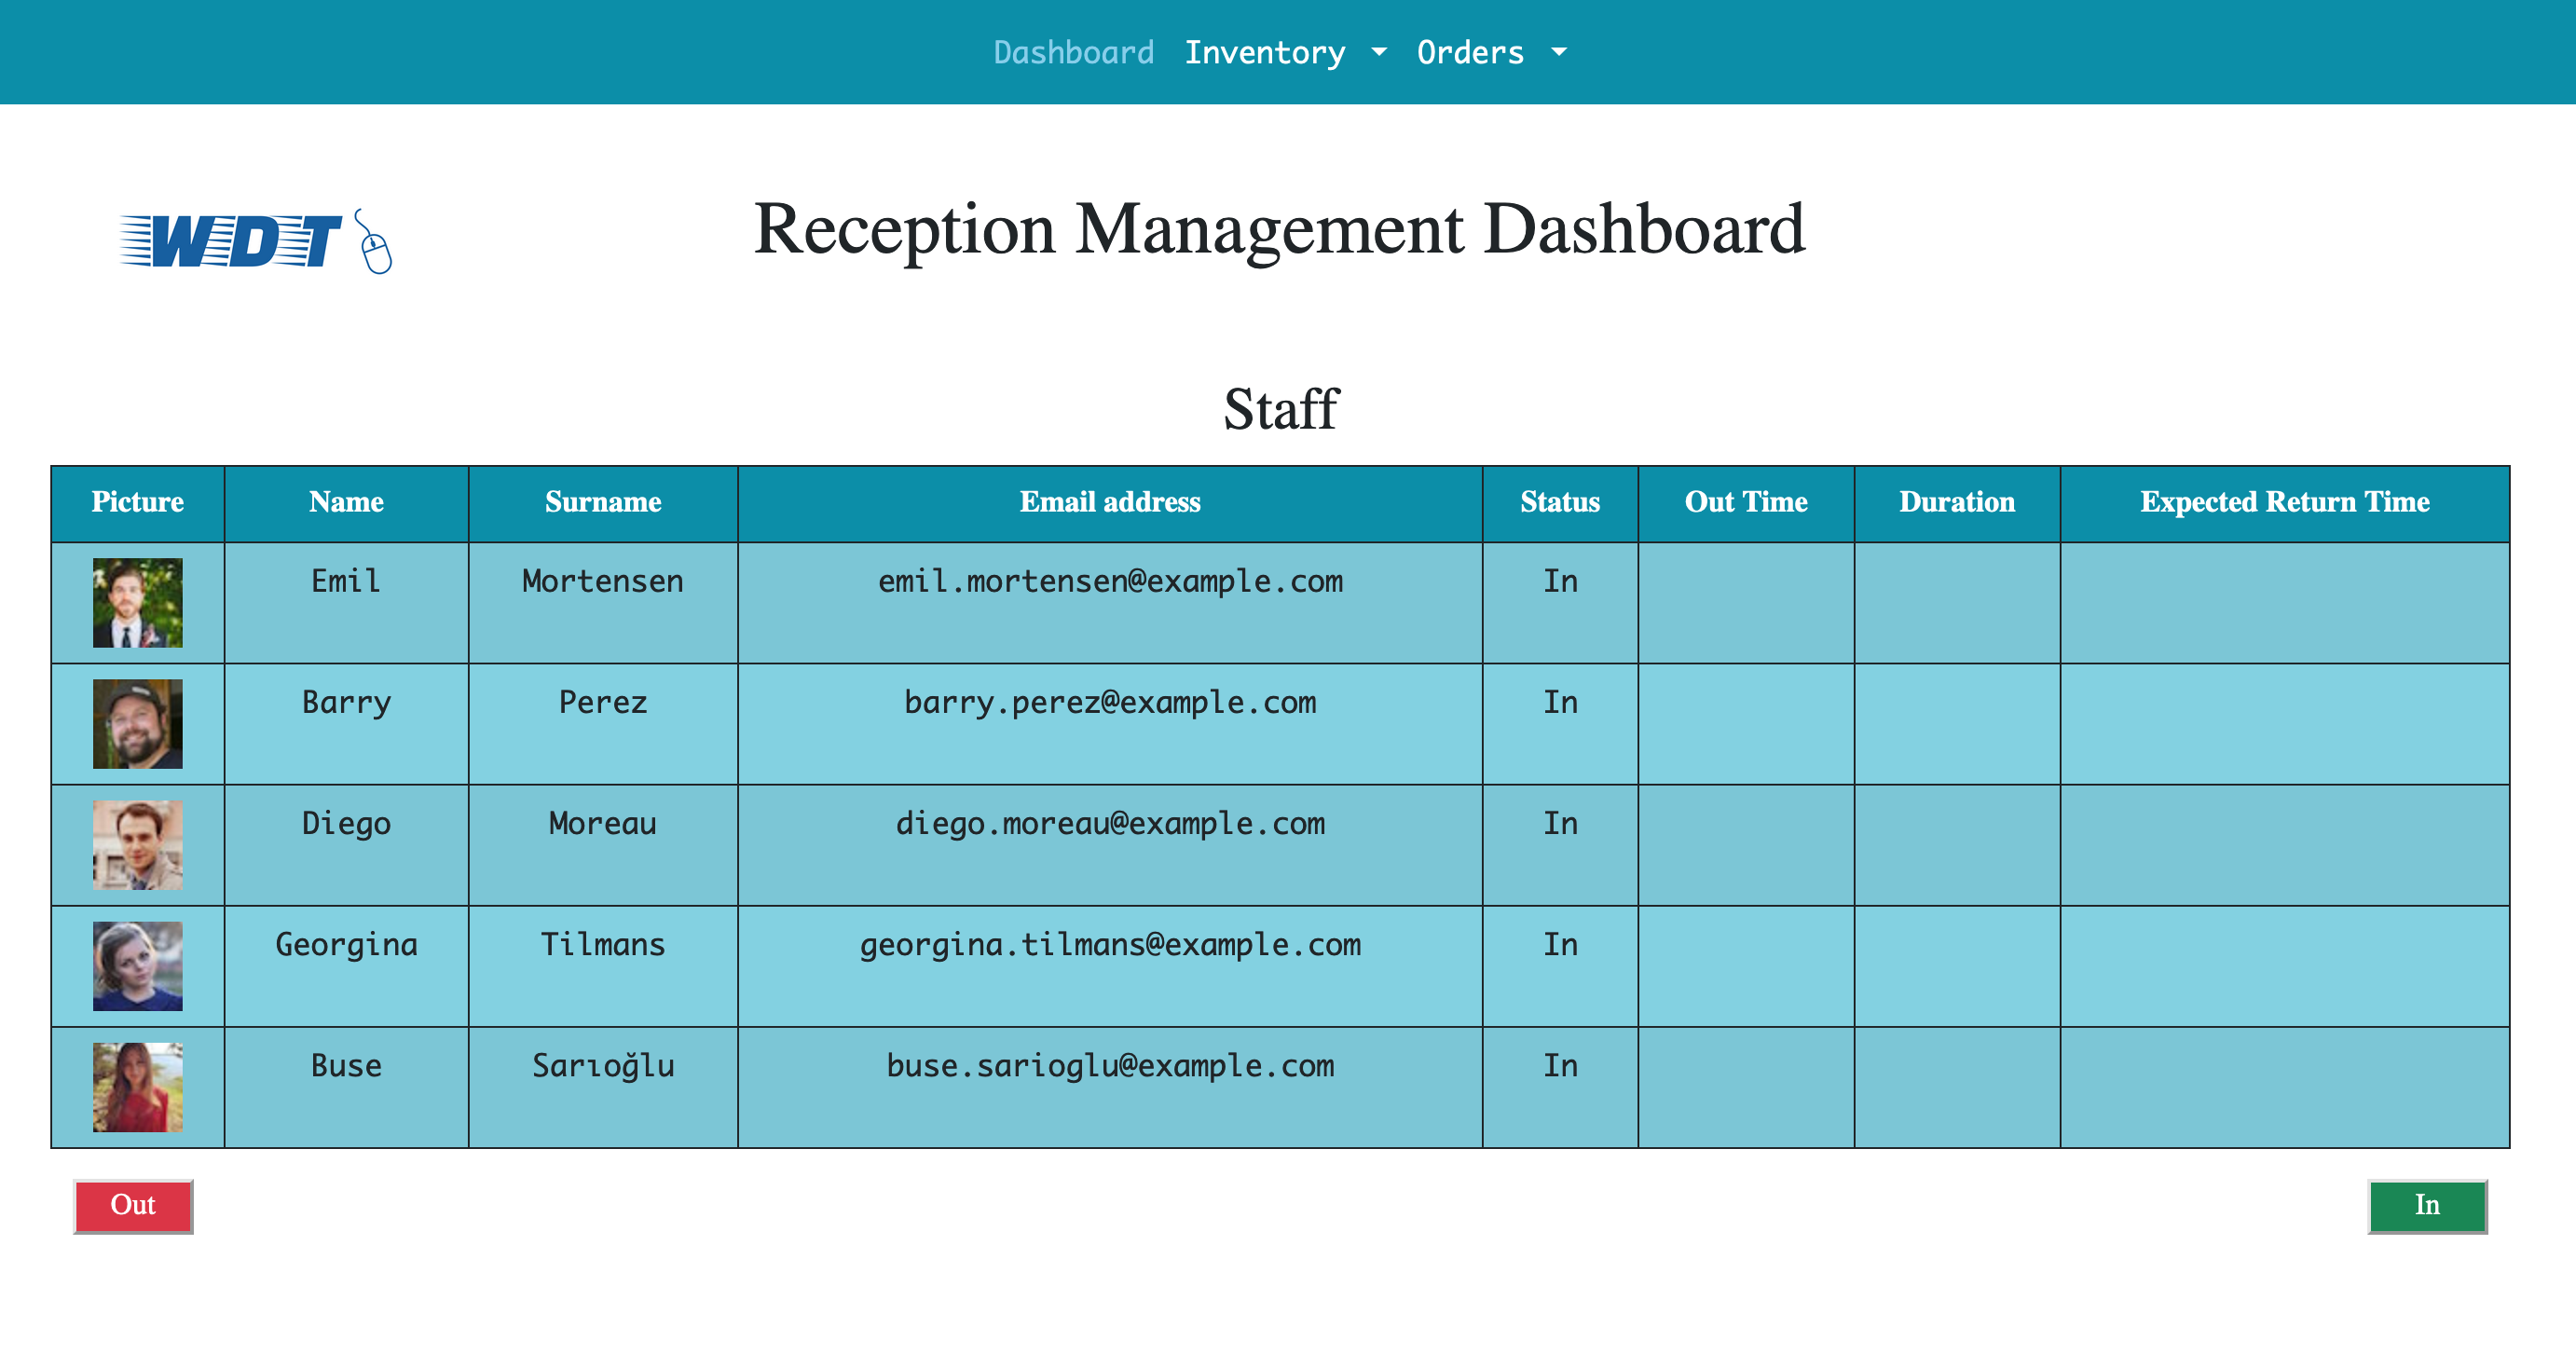 Dashboard Inventory Orders
WDT
Reception Management Dashboard
Staff
Picture Name Surname Email address Status Out Time Duration Expected Return Time
Emil Mortensen emil.mortensen@example.com In
Barry Perez barry.perez@example.com In
Diego Moreau diego.moreau@example.com In
Georgina Tilmans georgina.tilmans@example.com In
Buse Sarıoğlu buse.sarioglu@example.com In
Out In